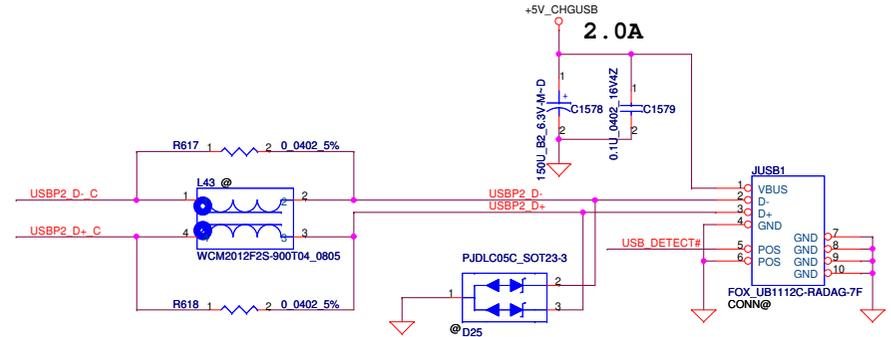 +5V_CHGUSB
2.0A
1
1
150U_B2_6.3V-M~D
+
C1578
0.1U_0402_16V4Z
C1579
2
2
R617 1 2 0_0402_5%
JUSB1
L43 @
USBP2_D-_C 1 2 2 USBP2_D- 1 VBUS
2 D-
USBP2_D+ 3 D+
4 GND
USBP2_D+_C 4 3 3
GND 7
USB_DETECT# 5 POS GND 8
6 POS GND 9
GND 10
WCM2012F2S-900T04_0805
PJDLC05C_SOT23-3
1 2
3
FOX_UB1112C-RADAG-7F
CONN@
R618 1 2 0_0402_5%
@ D25